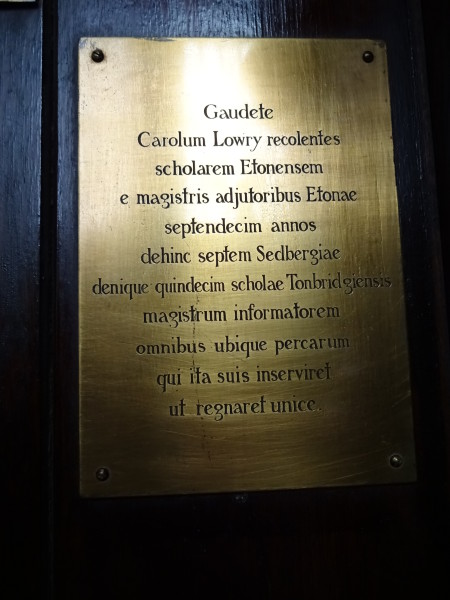 Gaudete
Carolum Lowry recolentes
scholarem Etonensem
e magistris adjutoribus Etonae
septendecim annos
dehinc septem Sedbergiae
denique quindecim scholae Tonbridgiensis
magistrum informatorem
omnibus ubique percarum
qui ita suis inserviret
ut regnaret unice.